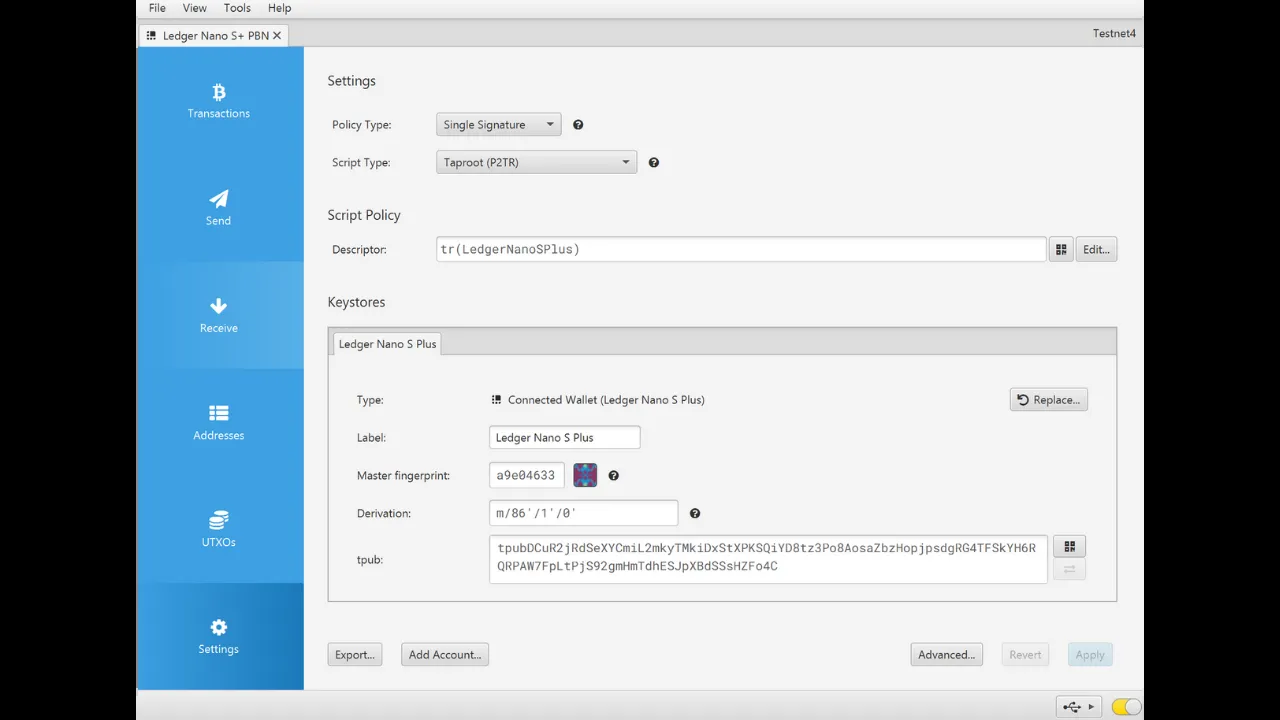 File View Tools Help
Ledger Nano S+ PBN
Testnet4
Transactions
Send
Receive
Addresses
UTXOs
Settings
Settings
Policy Type: Single Signature
Script Type: Taproot (P2TR)
Script Policy
Descriptor: tr(LedgerNanoSPlus) Edit...
Keystores
Ledger Nano S Plus
Type: Connected Wallet (Ledger Nano S Plus) Replace...
Label: Ledger Nano S Plus
Master fingerprint: a9e04633
Derivation: m/86'/1'/0'
tpub: tpubDCuR2jRdSeXYCmiL2mkyTMkiDxStXPKSQiYD8tz3Po8AosaZbzHopjpsdgRG4TFSkYH6R
QRPAW7FpLtPjS92gmHmTdhESJpXBdSSsHZFo4C
Export... Add Account... Advanced... Revert Apply